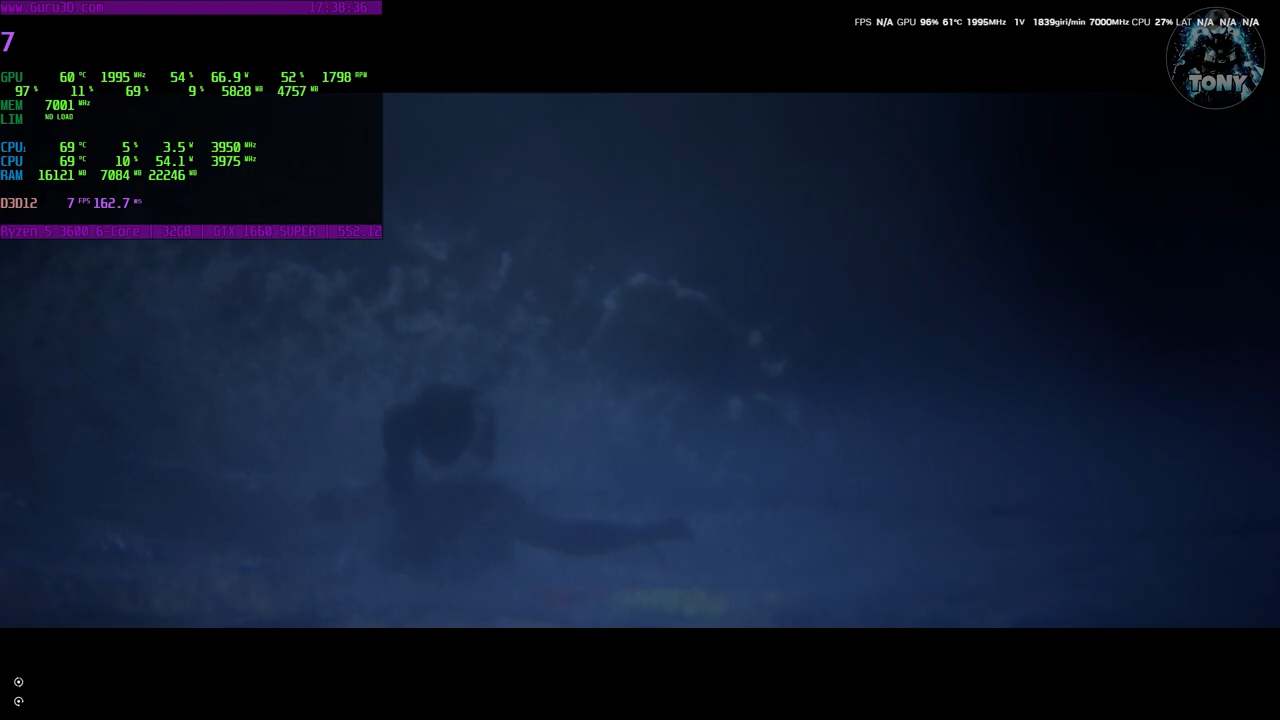 www.Guru3D.com 17:38:36
FPS N/A GPU 96% 61°C 1995MHz 1V 1839giri/min 7000MHz CPU 27% LAT N/A N/A N/A
7
TONY
GPU 60 °C 1995 MHz 54 % 66.9 W 52 % 1798 RPM
97 % 11 % 69 % 9 % 5828 MB 4757 MB
MEM 7001 MHz
LIM NO LOAD
CPU1 69 °C 5 % 3.5 W 3950 MHz
CPU 69 °C 10 % 54.1 W 3975 MHz
RAM 16121 MB 7084 MB 22246 MB
D3D12 7 FPS 162.7 ms
Ryzen 5 3600 6-Core | 32GB | GTX 1660 SUPER | 552.12